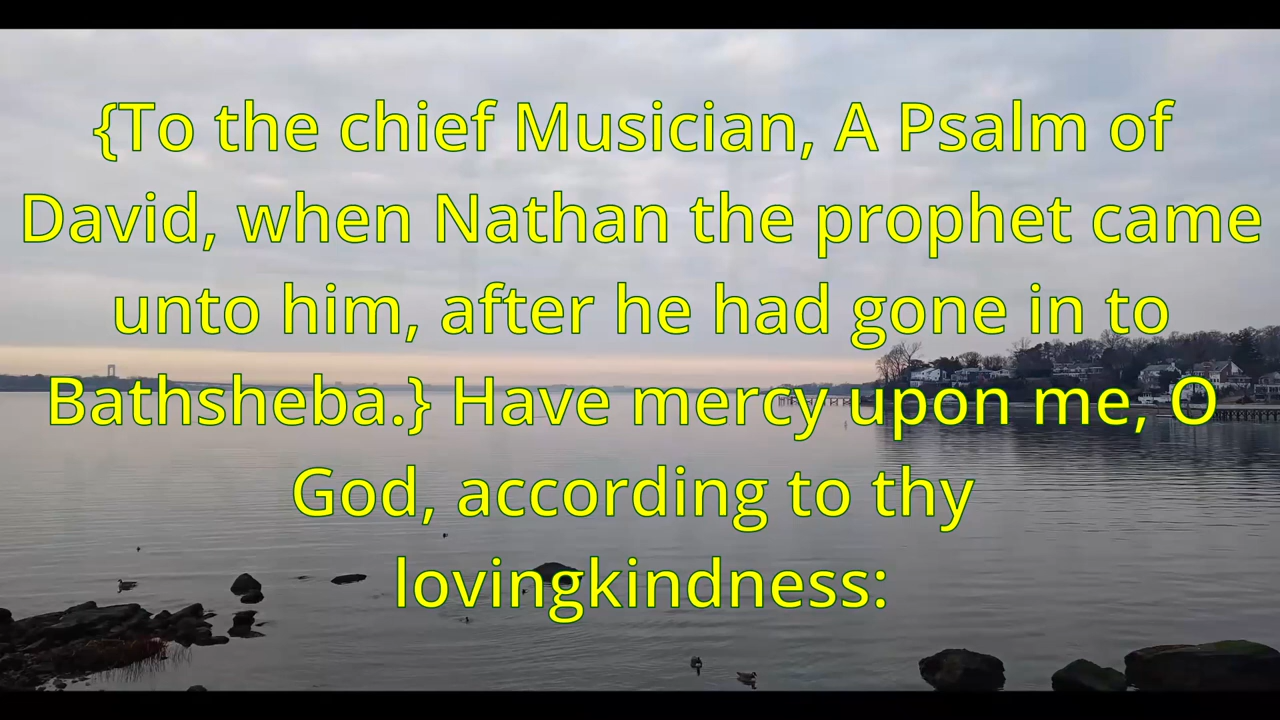 {To the chief Musician, A Psalm of
David, when Nathan the prophet came
unto him, after he had gone in to
Bathsheba.} Have mercy upon me, O
God, according to thy
lovingkindness: